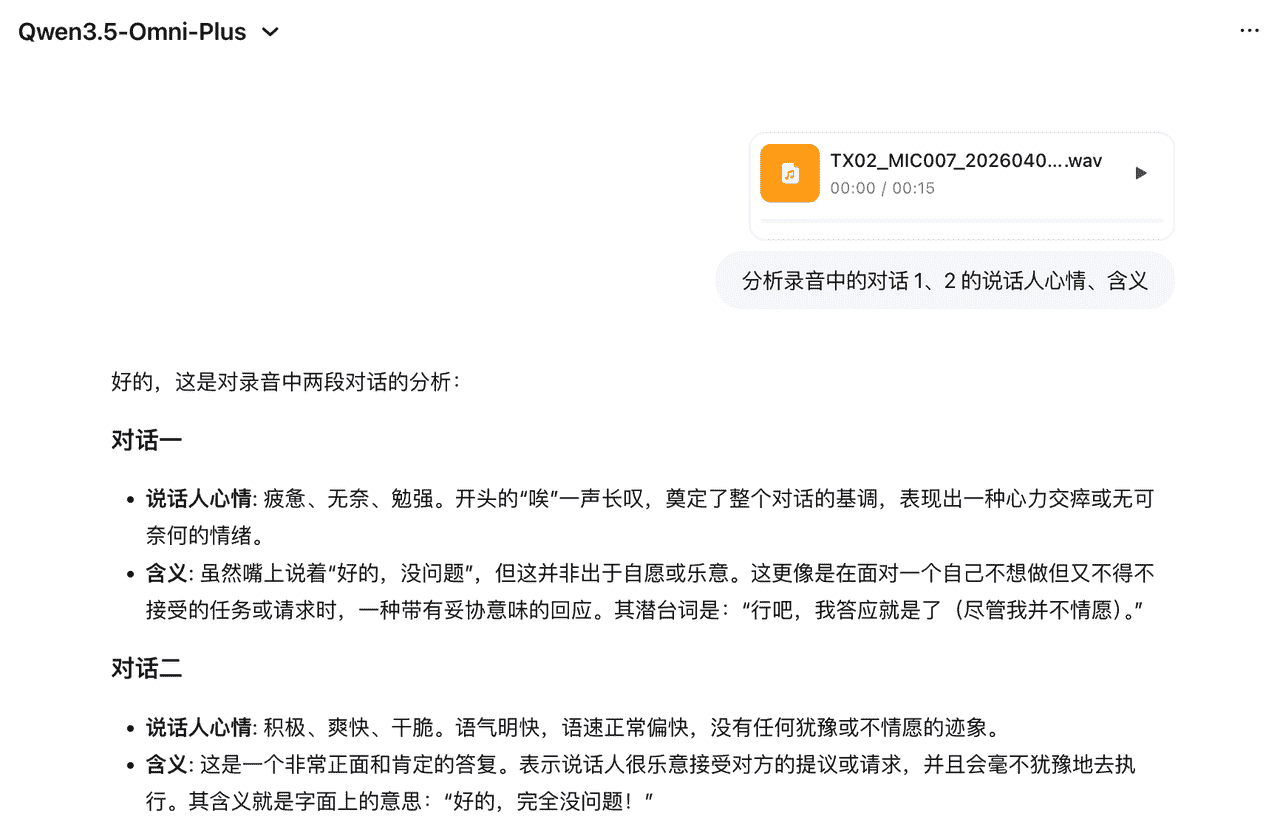 Qwen3.5-Omni-Plus
TX02_MIC007_2026040....wav
00:00 / 00:15
分析录音中的对话 1、2 的说话人心情、含义
好的，这是对录音中两段对话的分析：
对话一
• 说话人心情: 疲惫、无奈、勉强。开头的“唉”一声长叹，奠定了整个对话的基调，表现出一种心力交瘁或无可
奈何的情绪。
• 含义: 虽然嘴上说着“好的，没问题”，但这并非出于自愿或乐意。这更像是在面对一个自己不想做但又不得不
接受的任务或请求时，一种带有妥协意味的回应。其潜台词是：“行吧，我答应就是了（尽管我并不情愿）。”
对话二
• 说话人心情: 积极、爽快、干脆。语气明快，语速正常偏快，没有任何犹豫或不情愿的迹象。
• 含义: 这是一个非常正面和肯定的答复。表示说话人很乐意接受对方的提议或请求，并且会毫不犹豫地去执
行。其含义就是字面上的意思：“好的，完全没问题！”